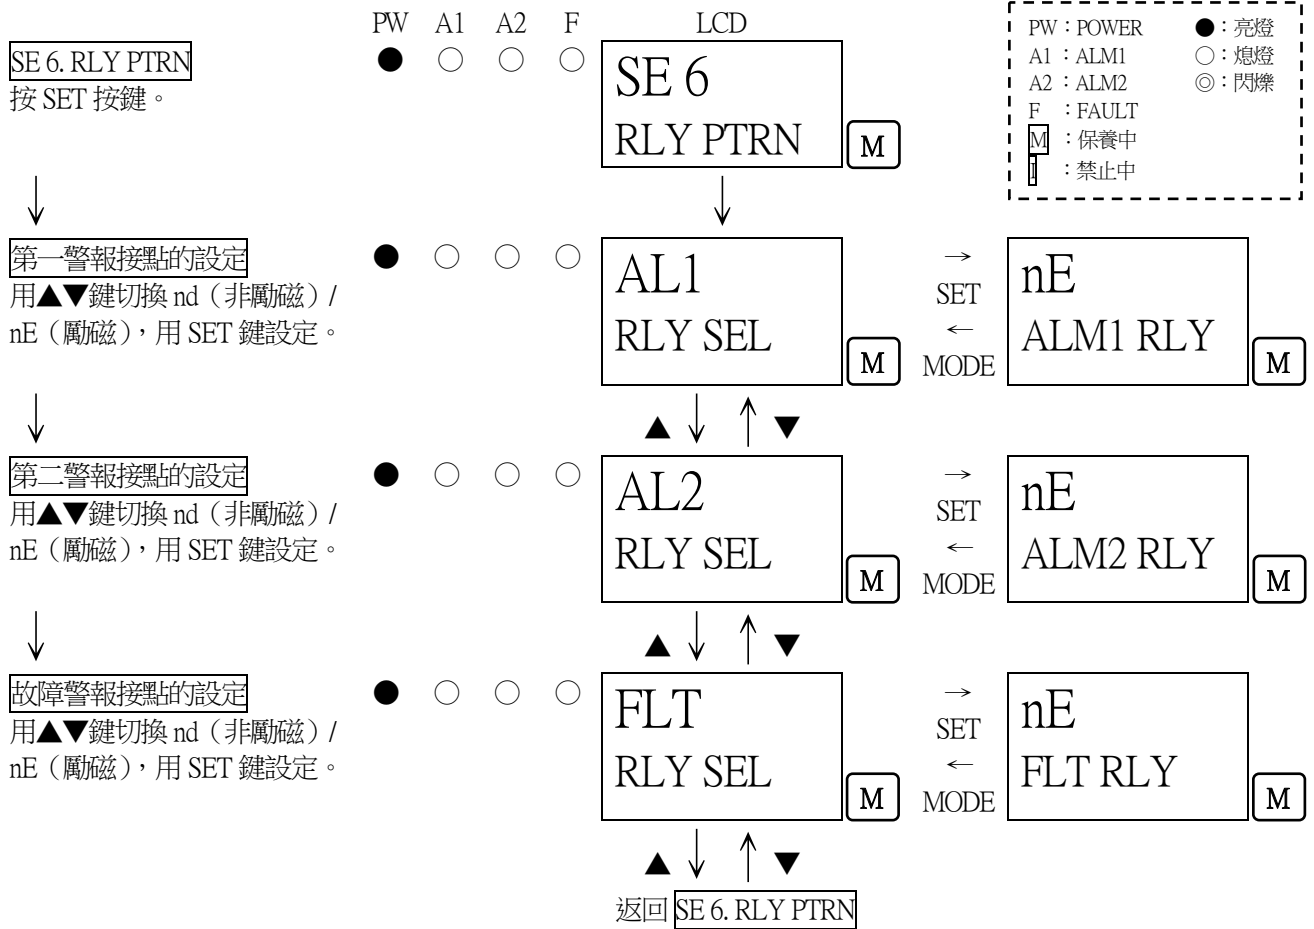 PW A1 A2 F LCD
PW：POWER ●：亮燈
A1：ALM1 ○：熄燈
A2：ALM2 ◎：閃爍
F：FAULT
M：保養中
I：禁止中
SE 6. RLY PTRN
按 SET 按鍵。
● ○ ○ ○
SE 6
RLY PTRN
M
↓ ↓
第一警報接點的設定
用▲▼鍵切換 nd（非勵磁）/
nE（勵磁），用 SET 鍵設定。
● ○ ○ ○
AL1
RLY SEL
M
→
SET
←
MODE
nE
ALM1 RLY
M
↓ ▲ ↓ ↑ ▼
第二警報接點的設定
用▲▼鍵切換 nd（非勵磁）/
nE（勵磁），用 SET 鍵設定。
● ○ ○ ○
AL2
RLY SEL
M
→
SET
←
MODE
nE
ALM2 RLY
M
↓ ▲ ↓ ↑ ▼
故障警報接點的設定
用▲▼鍵切換 nd（非勵磁）/
nE（勵磁），用 SET 鍵設定。
● ○ ○ ○
FLT
RLY SEL
M
→
SET
←
MODE
nE
FLT RLY
M
▲ ↓ ↑ ▼
返回 SE 6. RLY PTRN